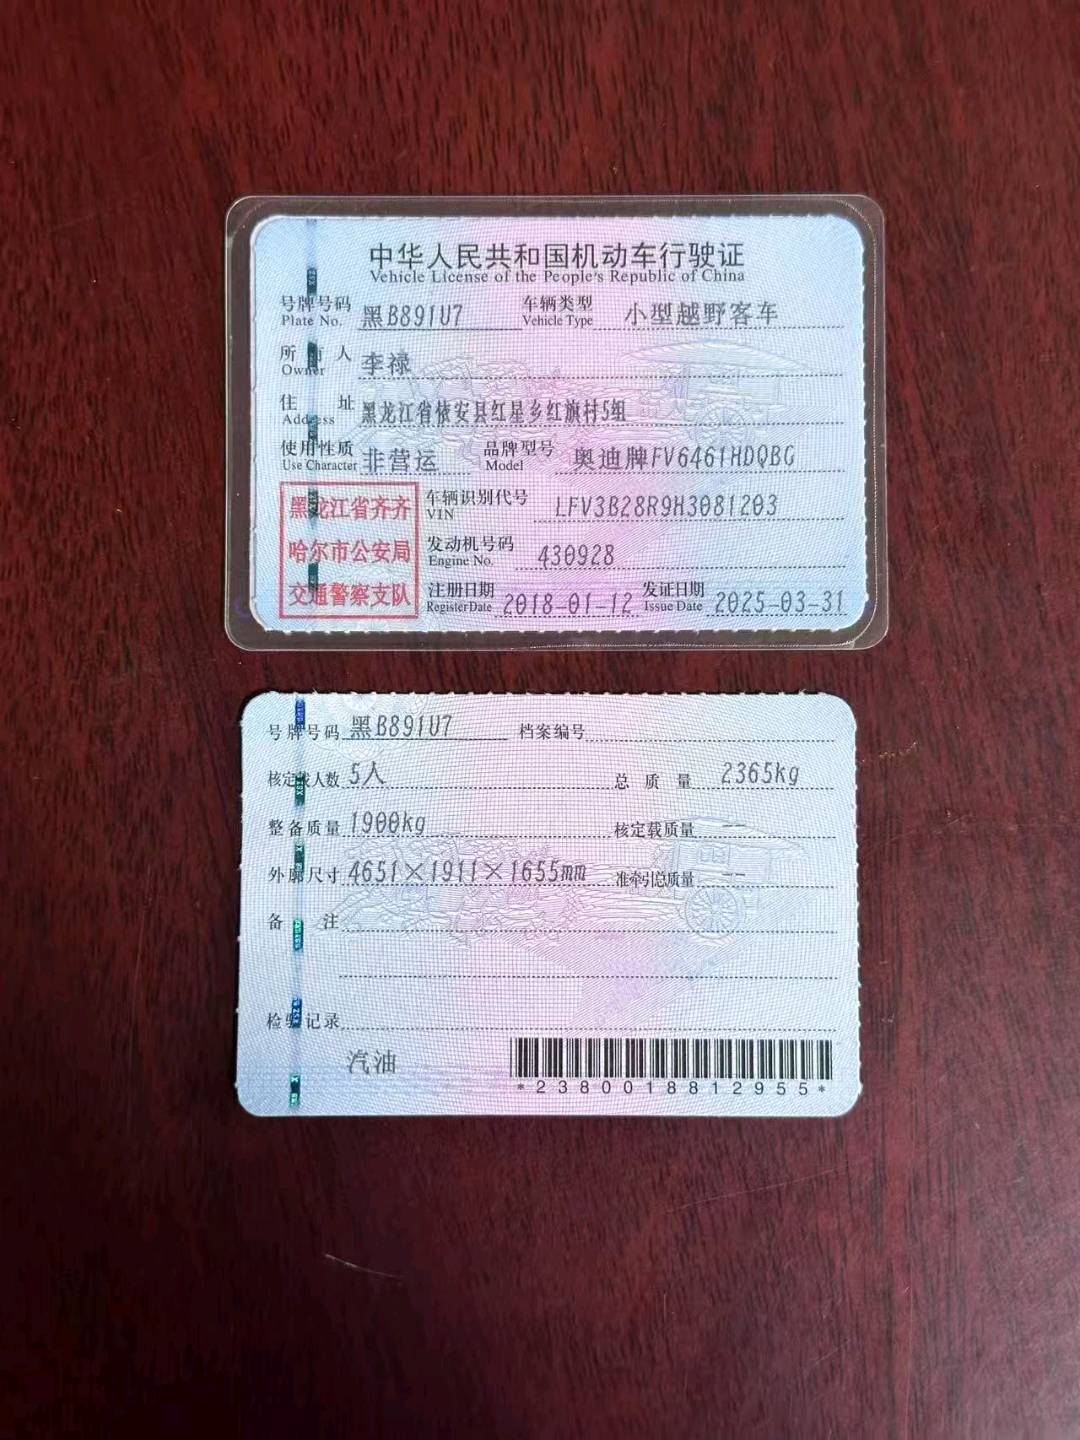 中华人民共和国机动车行驶证
Vehicle License of the People's Republic of China
号牌号码 黑B891U7 车辆类型 小型越野客车
Plate No. Vehicle Type
所有人 李禄
Owner
住址 黑龙江省依安县红星乡红旗村5组
Address
使用性质 非营运 品牌型号 奥迪牌FV6461HDQBG
Use Character Model
黑龙江省齐齐
哈尔市公安局
交通警察支队
车辆识别代号 LFV3B28R9H3081203
VIN
发动机号码 430928
Engine No.
注册日期 2018-01-12 发证日期 2025-03-31
Register Date Issue Date
号牌号码 黑B891U7 档案编号
核定载人数 5人 总质量 2365kg
整备质量 1900kg 核定载质量 --
外廓尺寸 4651×1911×1655mm 准牵引总质量 --
备注
检验记录
汽油
*2380018812955*